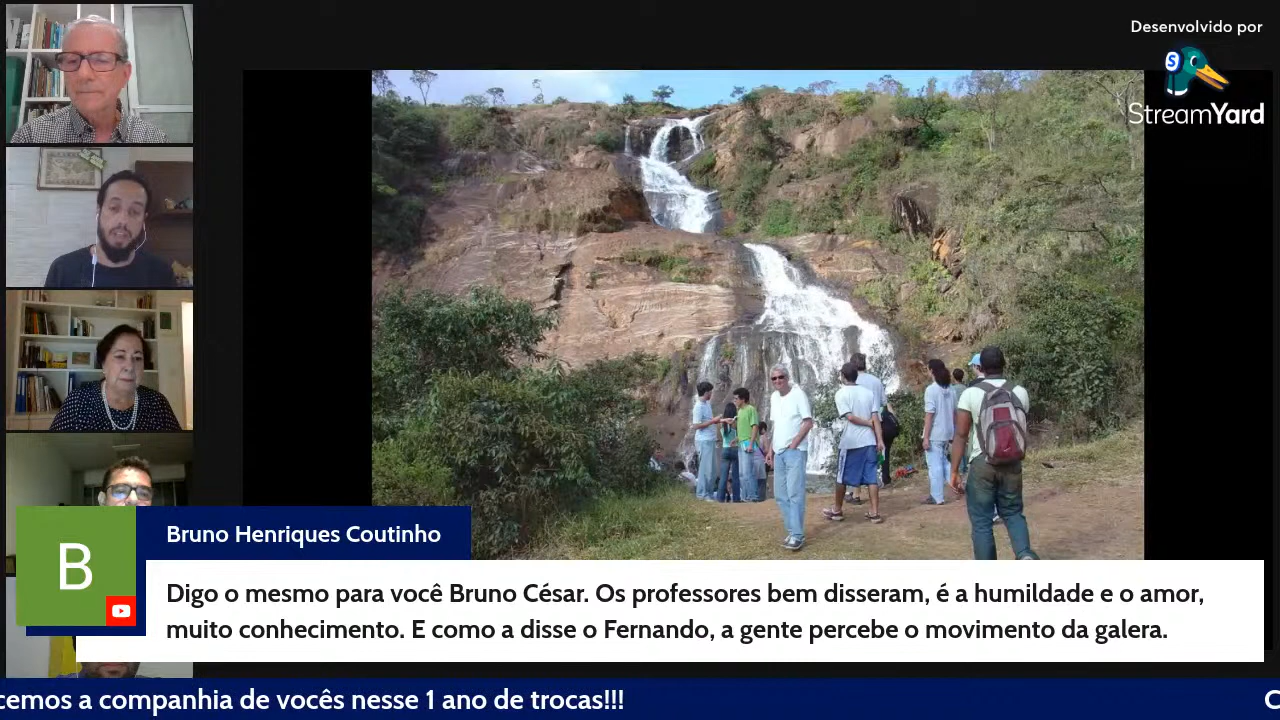 Desenvolvido por
StreamYard
B
Bruno Henriques Coutinho
Digo o mesmo para você Bruno César. Os professores bem disseram, é a humildade e o amor,
muito conhecimento. E como a disse o Fernando, a gente percebe o movimento da galera.
cemos a companhia de vocês nesse 1 ano de trocas!!!